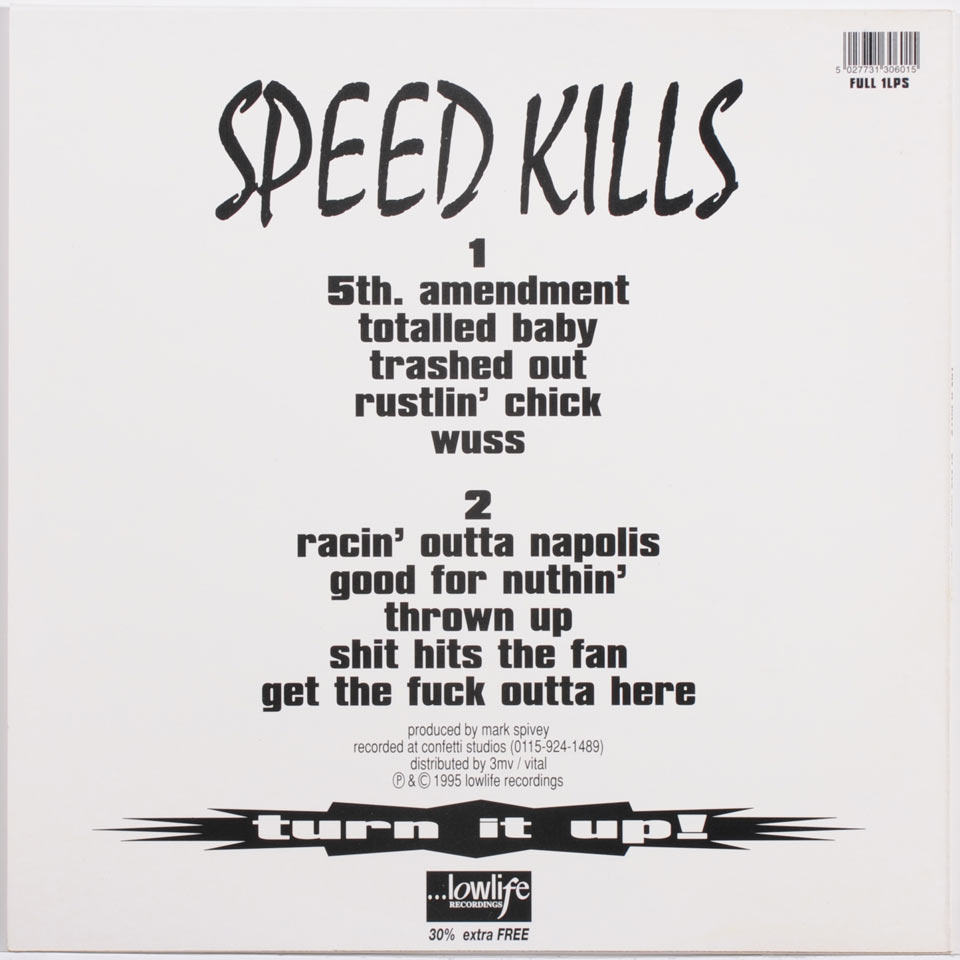 5 027731 306015
FULL 1LPS
SPEED KILLS
1
5th. amendment
totalled baby
trashed out
rustlin' chick
wuss
2
racin' outta napolis
good for nuthin'
thrown up
shit hits the fan
get the fuck outta here
produced by mark spivey
recorded at confetti studios (0115-924-1489)
distributed by 3mv / vital
℗ & © 1995 lowlife recordings
turn it up!
...lowlife
RECORDINGS
30% extra FREE